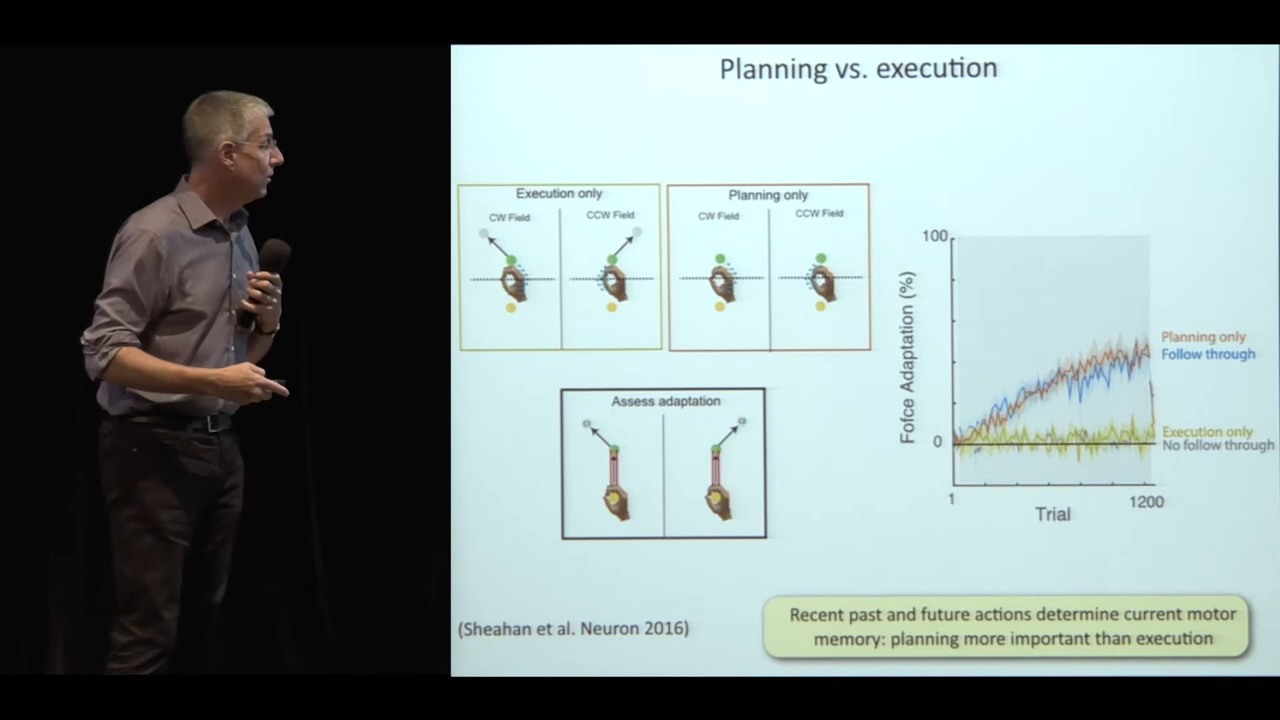 Planning vs. execution
Execution only
CW Field
CCW Field
Planning only
CW Field
CCW Field
Assess adaptation
100
0
Fofce Adaptation (%)
1
1200
Trial
Planning only
Follow through
Execution only
No follow through
(Sheahan et al. Neuron 2016)
Recent past and future actions determine current motor
memory: planning more important than execution